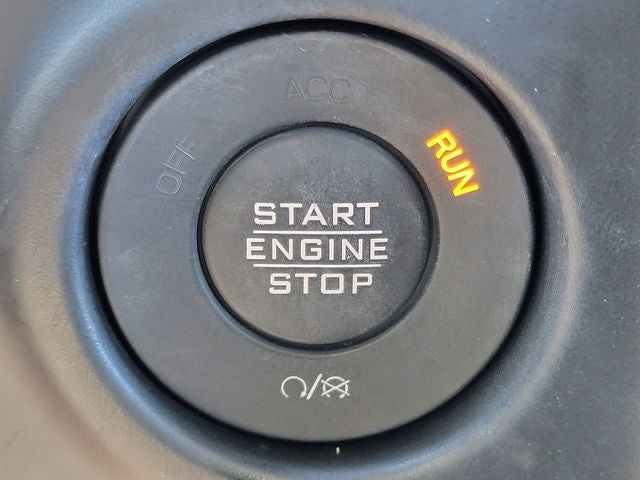 ACC
OFF
RUN
START
ENGINE
STOP